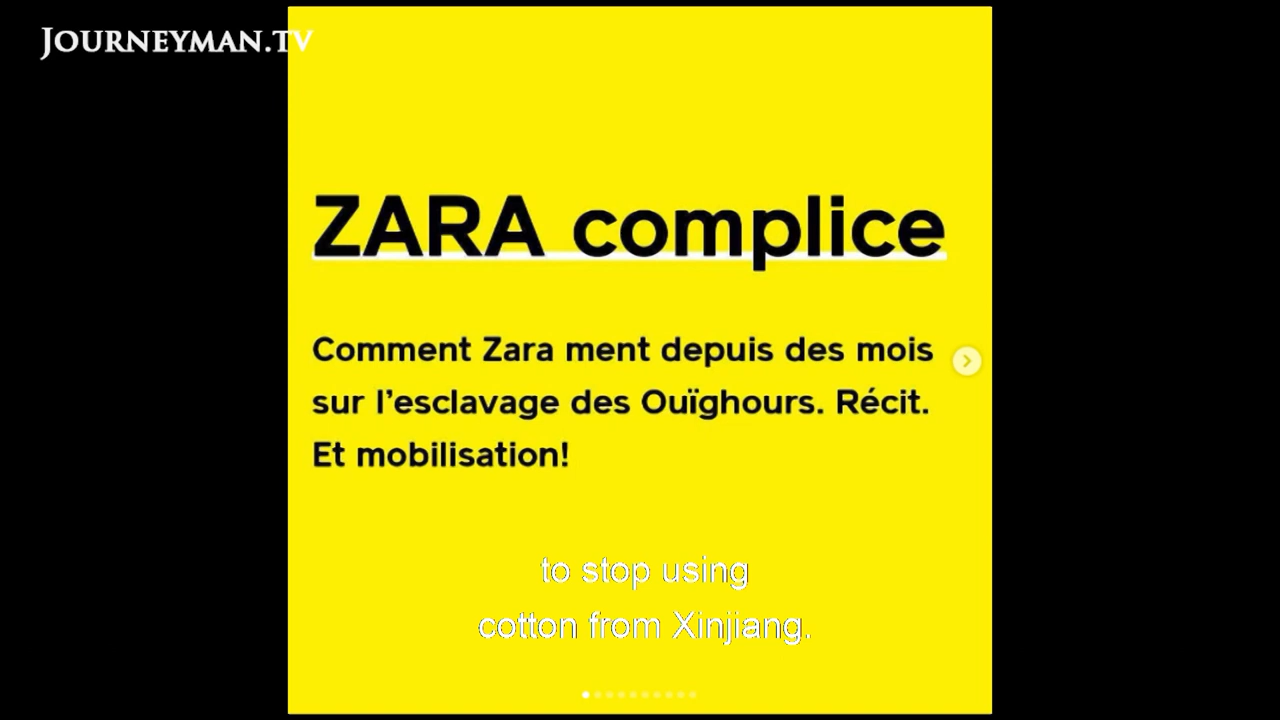 JOURNEYMAN.TV
ZARA complice
Comment Zara ment depuis des mois
sur l'esclavage des Ouïghours. Récit.
Et mobilisation!
to stop using
cotton from Xinjiang.